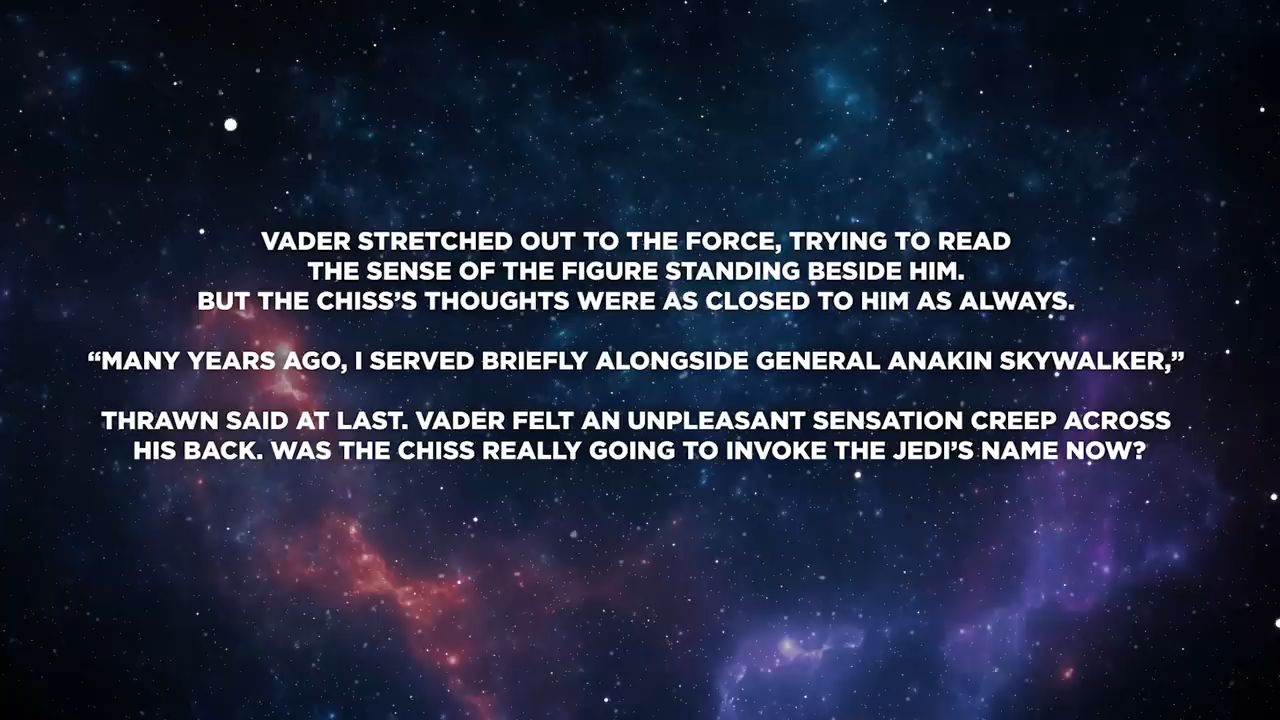 VADER STRETCHED OUT TO THE FORCE, TRYING TO READ
THE SENSE OF THE FIGURE STANDING BESIDE HIM.
BUT THE CHISS’S THOUGHTS WERE AS CLOSED TO HIM AS ALWAYS.
“MANY YEARS AGO, I SERVED BRIEFLY ALONGSIDE GENERAL ANAKIN SKYWALKER,”
THRAWN SAID AT LAST. VADER FELT AN UNPLEASANT SENSATION CREEP ACROSS
HIS BACK. WAS THE CHISS REALLY GOING TO INVOKE THE JEDI’S NAME NOW?